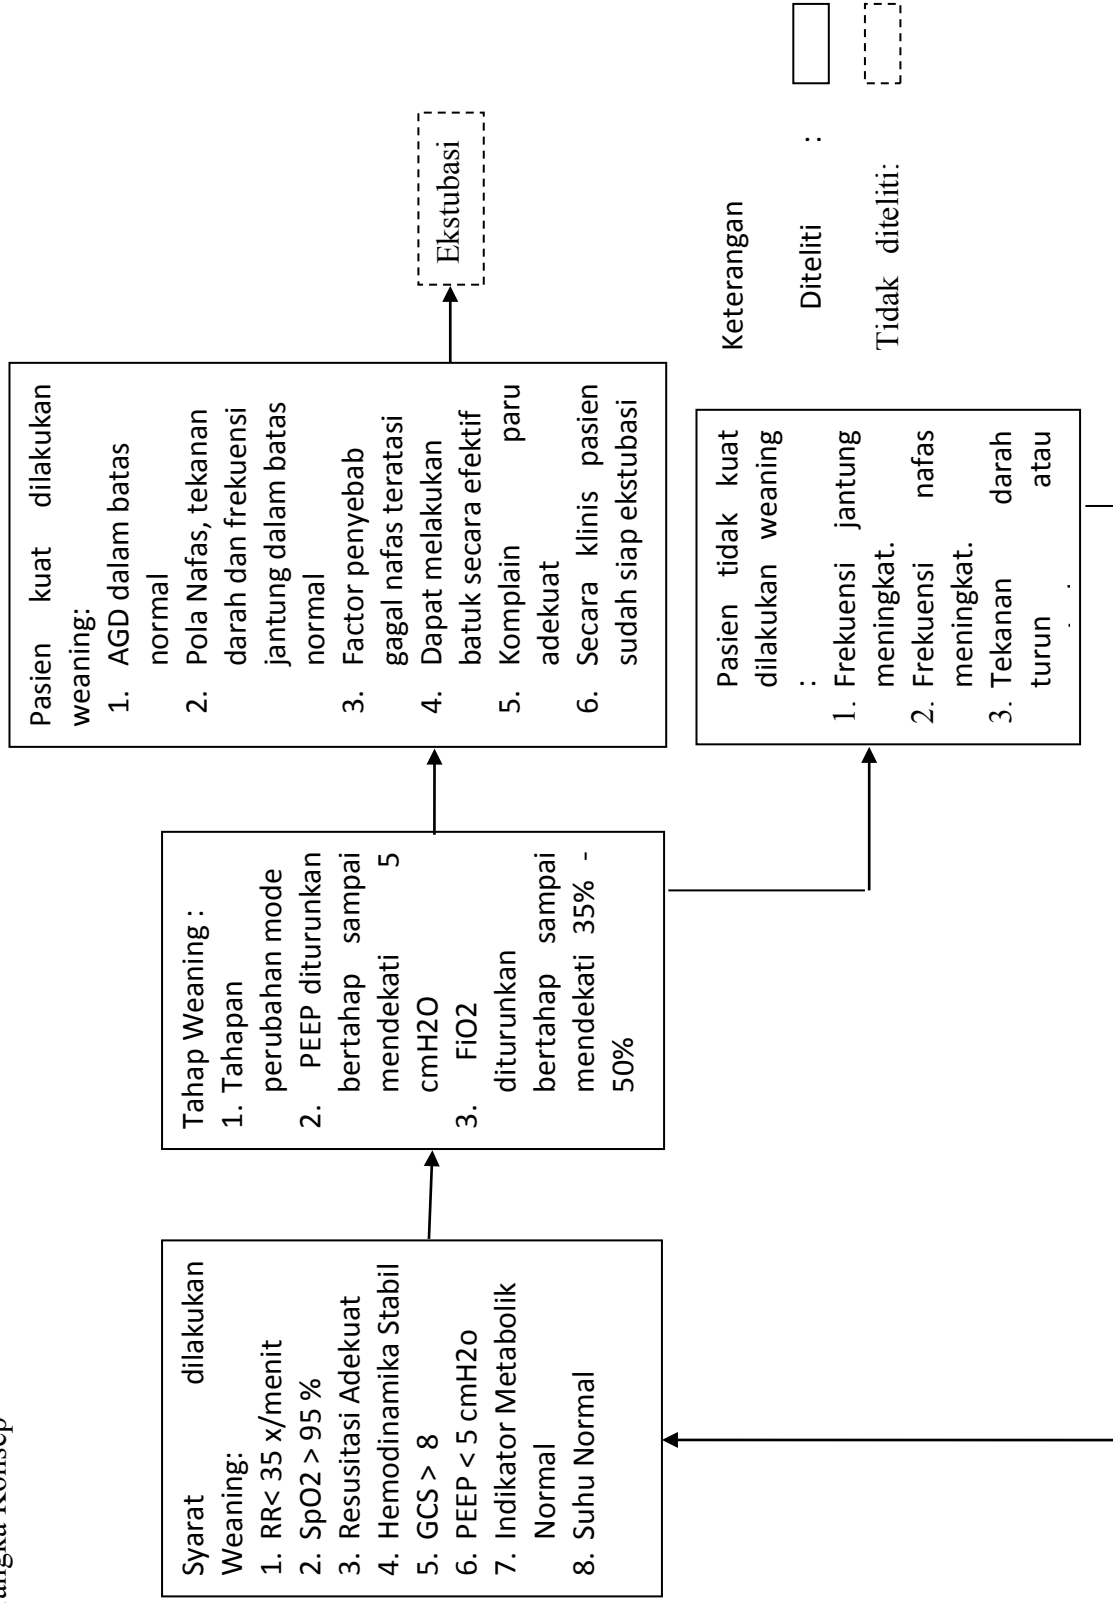 Syarat dilakukan
Weaning:
1. RR< 35 x/menit
2. SpO2 > 95 %
3. Resusitasi Adekuat
4. Hemodinamika Stabil
5. GCS > 8
6. PEEP < 5 cmH2o
7. Indikator Metabolik
Normal
8. Suhu Normal
Tahap Weaning :
1. Tahapan
perubahan mode
2. PEEP diturunkan
bertahap sampai
mendekati 5
cmH2O
3. FiO2
diturunkan
bertahap sampai
mendekati 35% -
50%
Pasien kuat dilakukan
weaning:
1. AGD dalam batas
normal
2. Pola Nafas, tekanan
darah dan frekuensi
jantung dalam batas
normal
3. Factor penyebab
gagal nafas teratasi
4. Dapat melakukan
batuk secara efektif
5. Komplain paru
adekuat
6. Secara klinis pasien
sudah siap ekstubasi
Ekstubasi
Pasien tidak kuat
dilakukan weaning
:
1. Frekuensi jantung
meningkat.
2. Frekuensi nafas
meningkat.
3. Tekanan darah
turun atau
Keterangan
Diteliti :
Tidak diteliti: